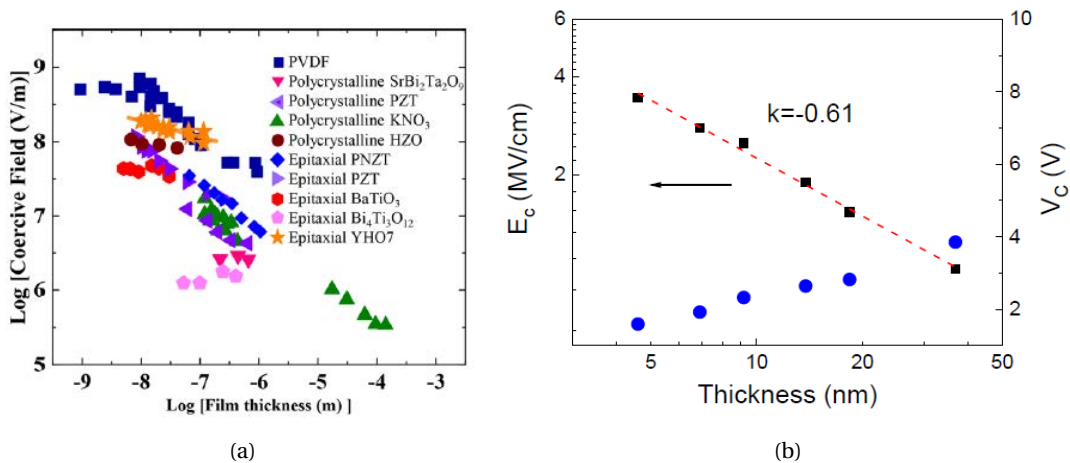 Log [Coercive Field (V/m)]
9
8
7
6
5
-9 -8 -7 -6 -5 -4 -3
Log [Film thickness (m) ]
PVDF
Polycrystalline SrBi₂Ta₂O₉
Polycrystalline PZT
Polycrystalline KNO₃
Polycrystalline HZO
Epitaxial PNZT
Epitaxial PZT
Epitaxial BaTiO₃
Epitaxial Bi₄Ti₃O₁₂
Epitaxial YHO7
(a)
E_c (MV/cm)
6
4
2
k=-0.61
10
8
6
4
2
V_C (V)
5 10 20 50
Thickness (nm)
(b)